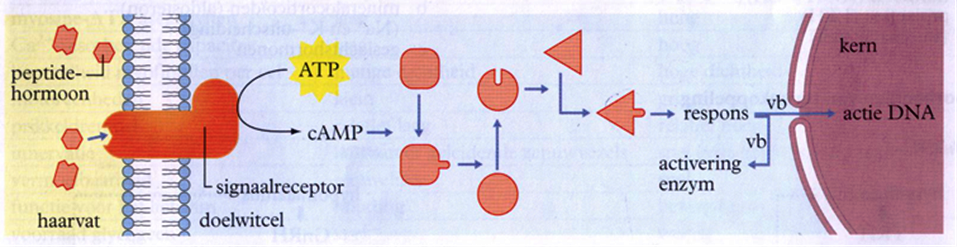 peptide-
hormoon
haarvat
signaalreceptor
doelwitcel
ATP
cAMP
respons
vb
vb
activering
enzym
kern
actie DNA